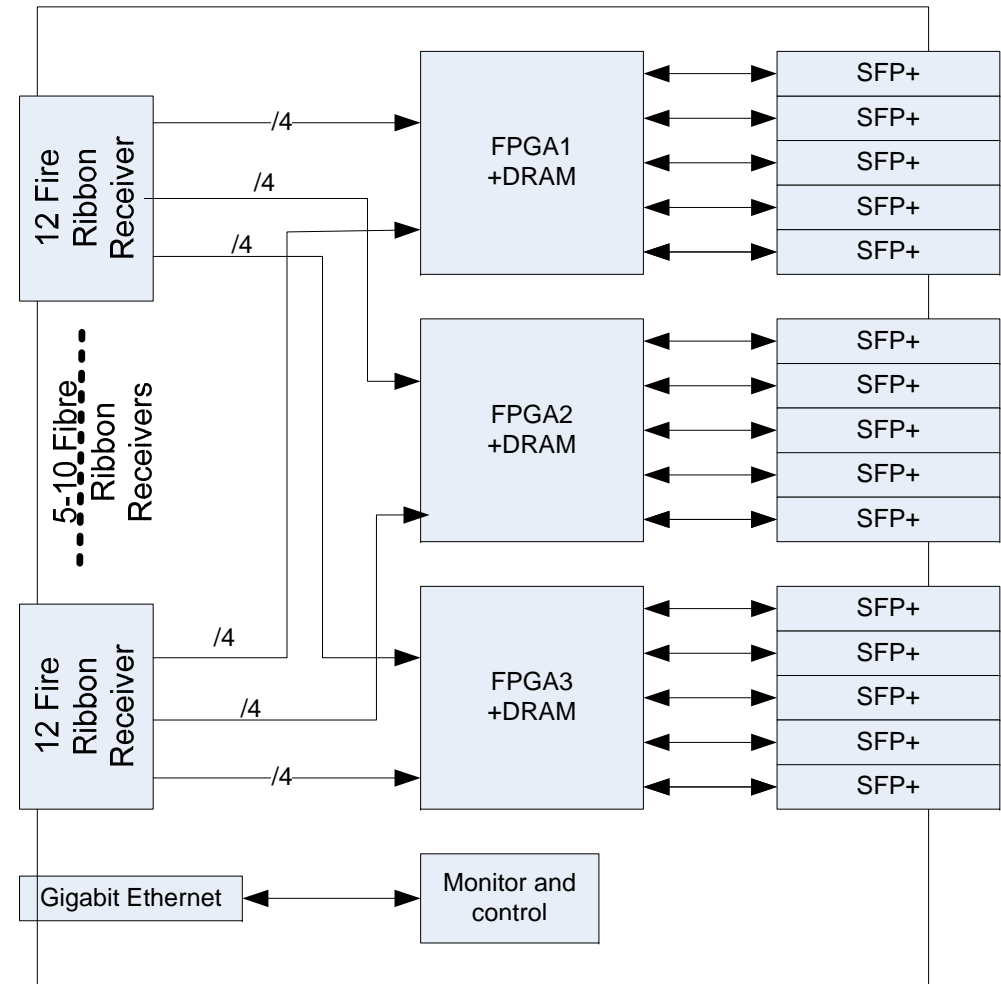 12 Fire
Ribbon
Receiver
/4
/4
/4
5-10 Fibre
Ribbon
Receivers
12 Fire
Ribbon
Receiver
/4
/4
/4
FPGA1
+DRAM
SFP+
SFP+
SFP+
SFP+
SFP+
FPGA2
+DRAM
SFP+
SFP+
SFP+
SFP+
SFP+
FPGA3
+DRAM
SFP+
SFP+
SFP+
SFP+
SFP+
Gigabit Ethernet
Monitor and
control